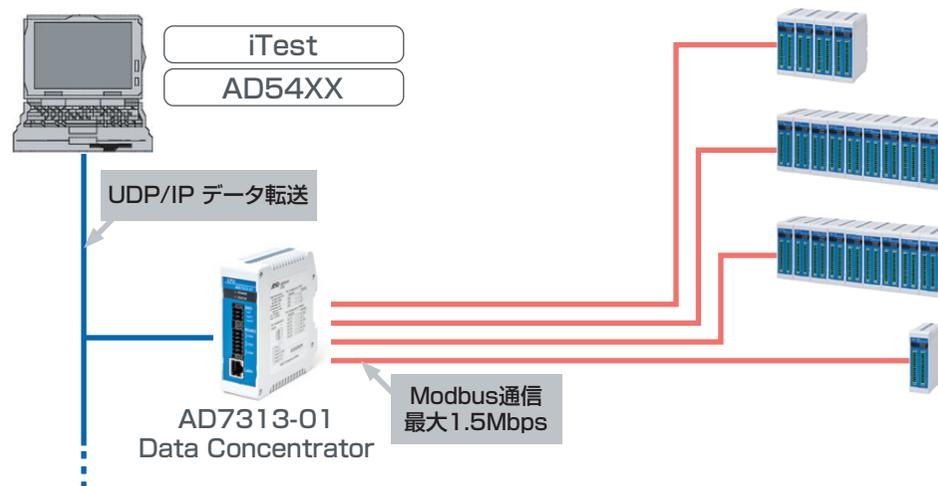 iTest
AD54XX
UDP/IP データ転送
AD7313-01
Data Concentrator
Modbus通信
最大1.5Mbps